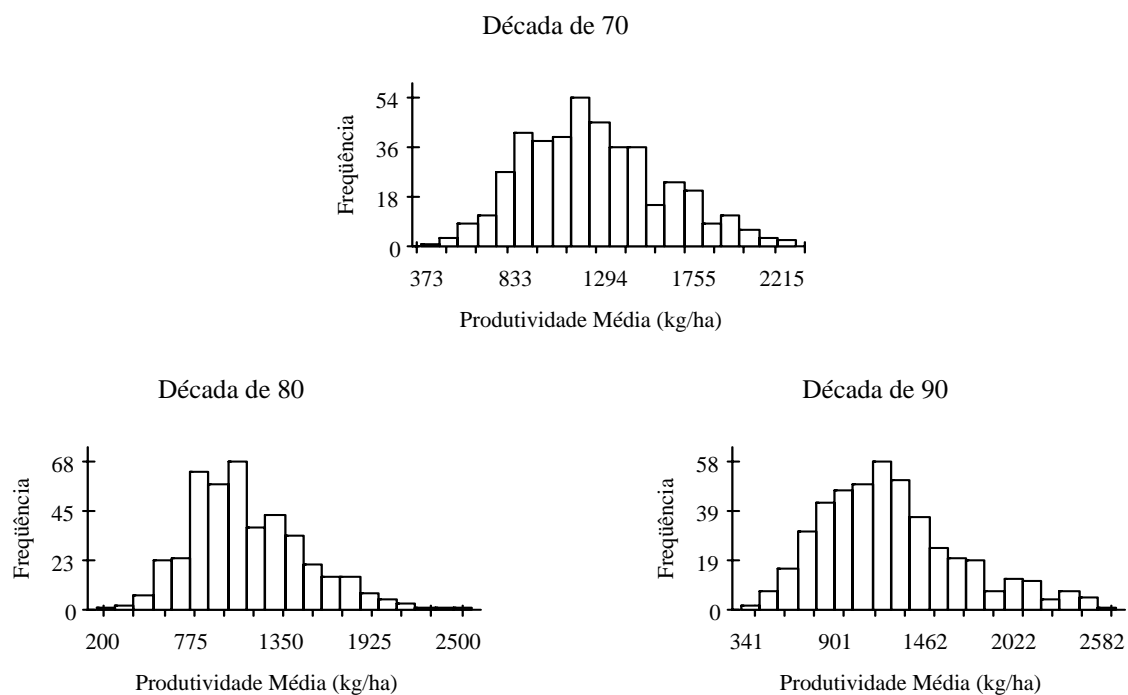 Década de 70
Freqüência
54
36
18
0
373 833 1294 1755 2215
Produtividade Média (kg/ha)
Década de 80
Freqüência
68
45
23
0
200 775 1350 1925 2500
Produtividade Média (kg/ha)
Década de 90
Freqüência
58
39
19
0
341 901 1462 2022 2582
Produtividade Média (kg/ha)